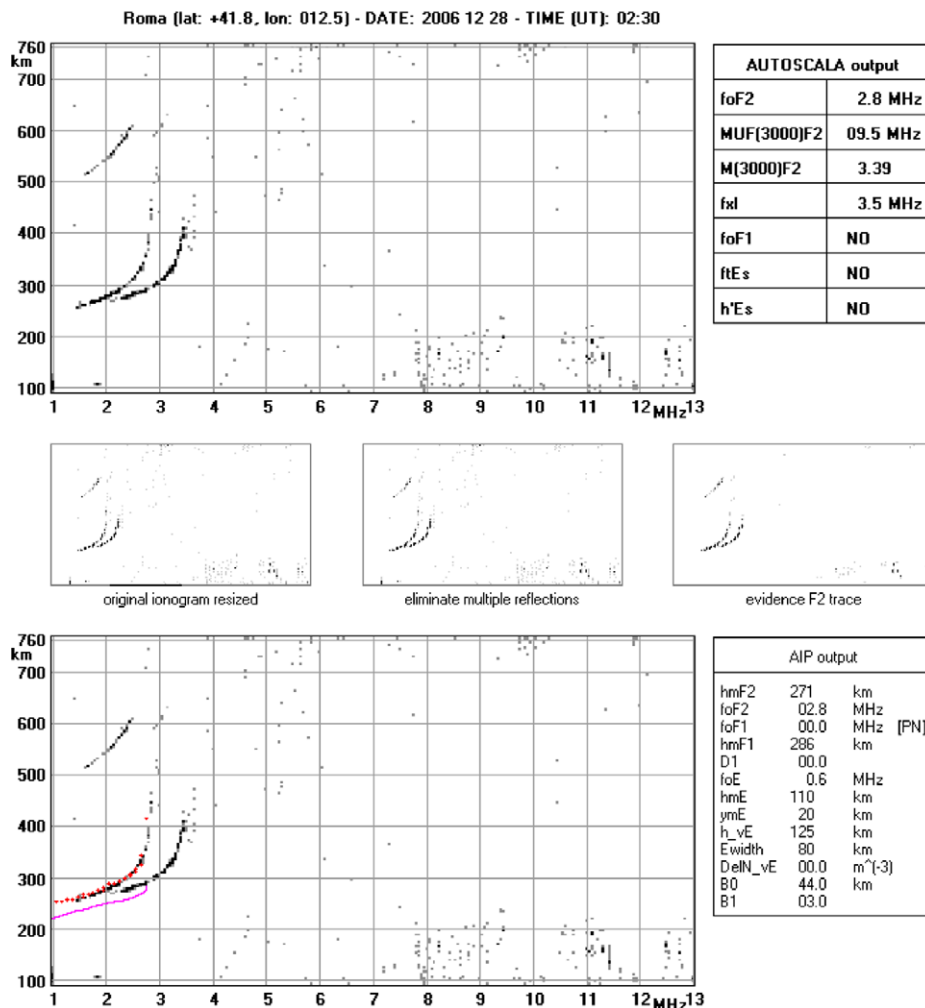 Roma (lat: +41.8, lon: 012.5) - DATE: 2006 12 28 - TIME (UT): 02:30
760
km
700
600
500
400
300
200
100
1 2 3 4 5 6 7 8 9 10 11 MHz 13
AUTOSCALA output
foF2 2.8 MHz
MUF(3000)F2 09.5 MHz
M(3000)F2 3.39
fxI 3.5 MHz
foF1 NO
ftEs NO
h'Es NO
original ionogram resized
eliminate multiple reflections
evidence F2 trace
760
km
700
600
500
400
300
200
100
1 2 3 4 5 6 7 8 9 10 11 12 MHz 13
AIP output
hmF2 271 km
foF2 02.8 MHz
foF1 00.0 MHz [PN]
hmF1 286 km
D1 00.0
foE 0.6 MHz
hmE 110 km
ymE 20 km
h_vE 125 km
Ewidth 80 km
DelN_vE 00.0 m^(-3)
B0 44.0 km
B1 03.0